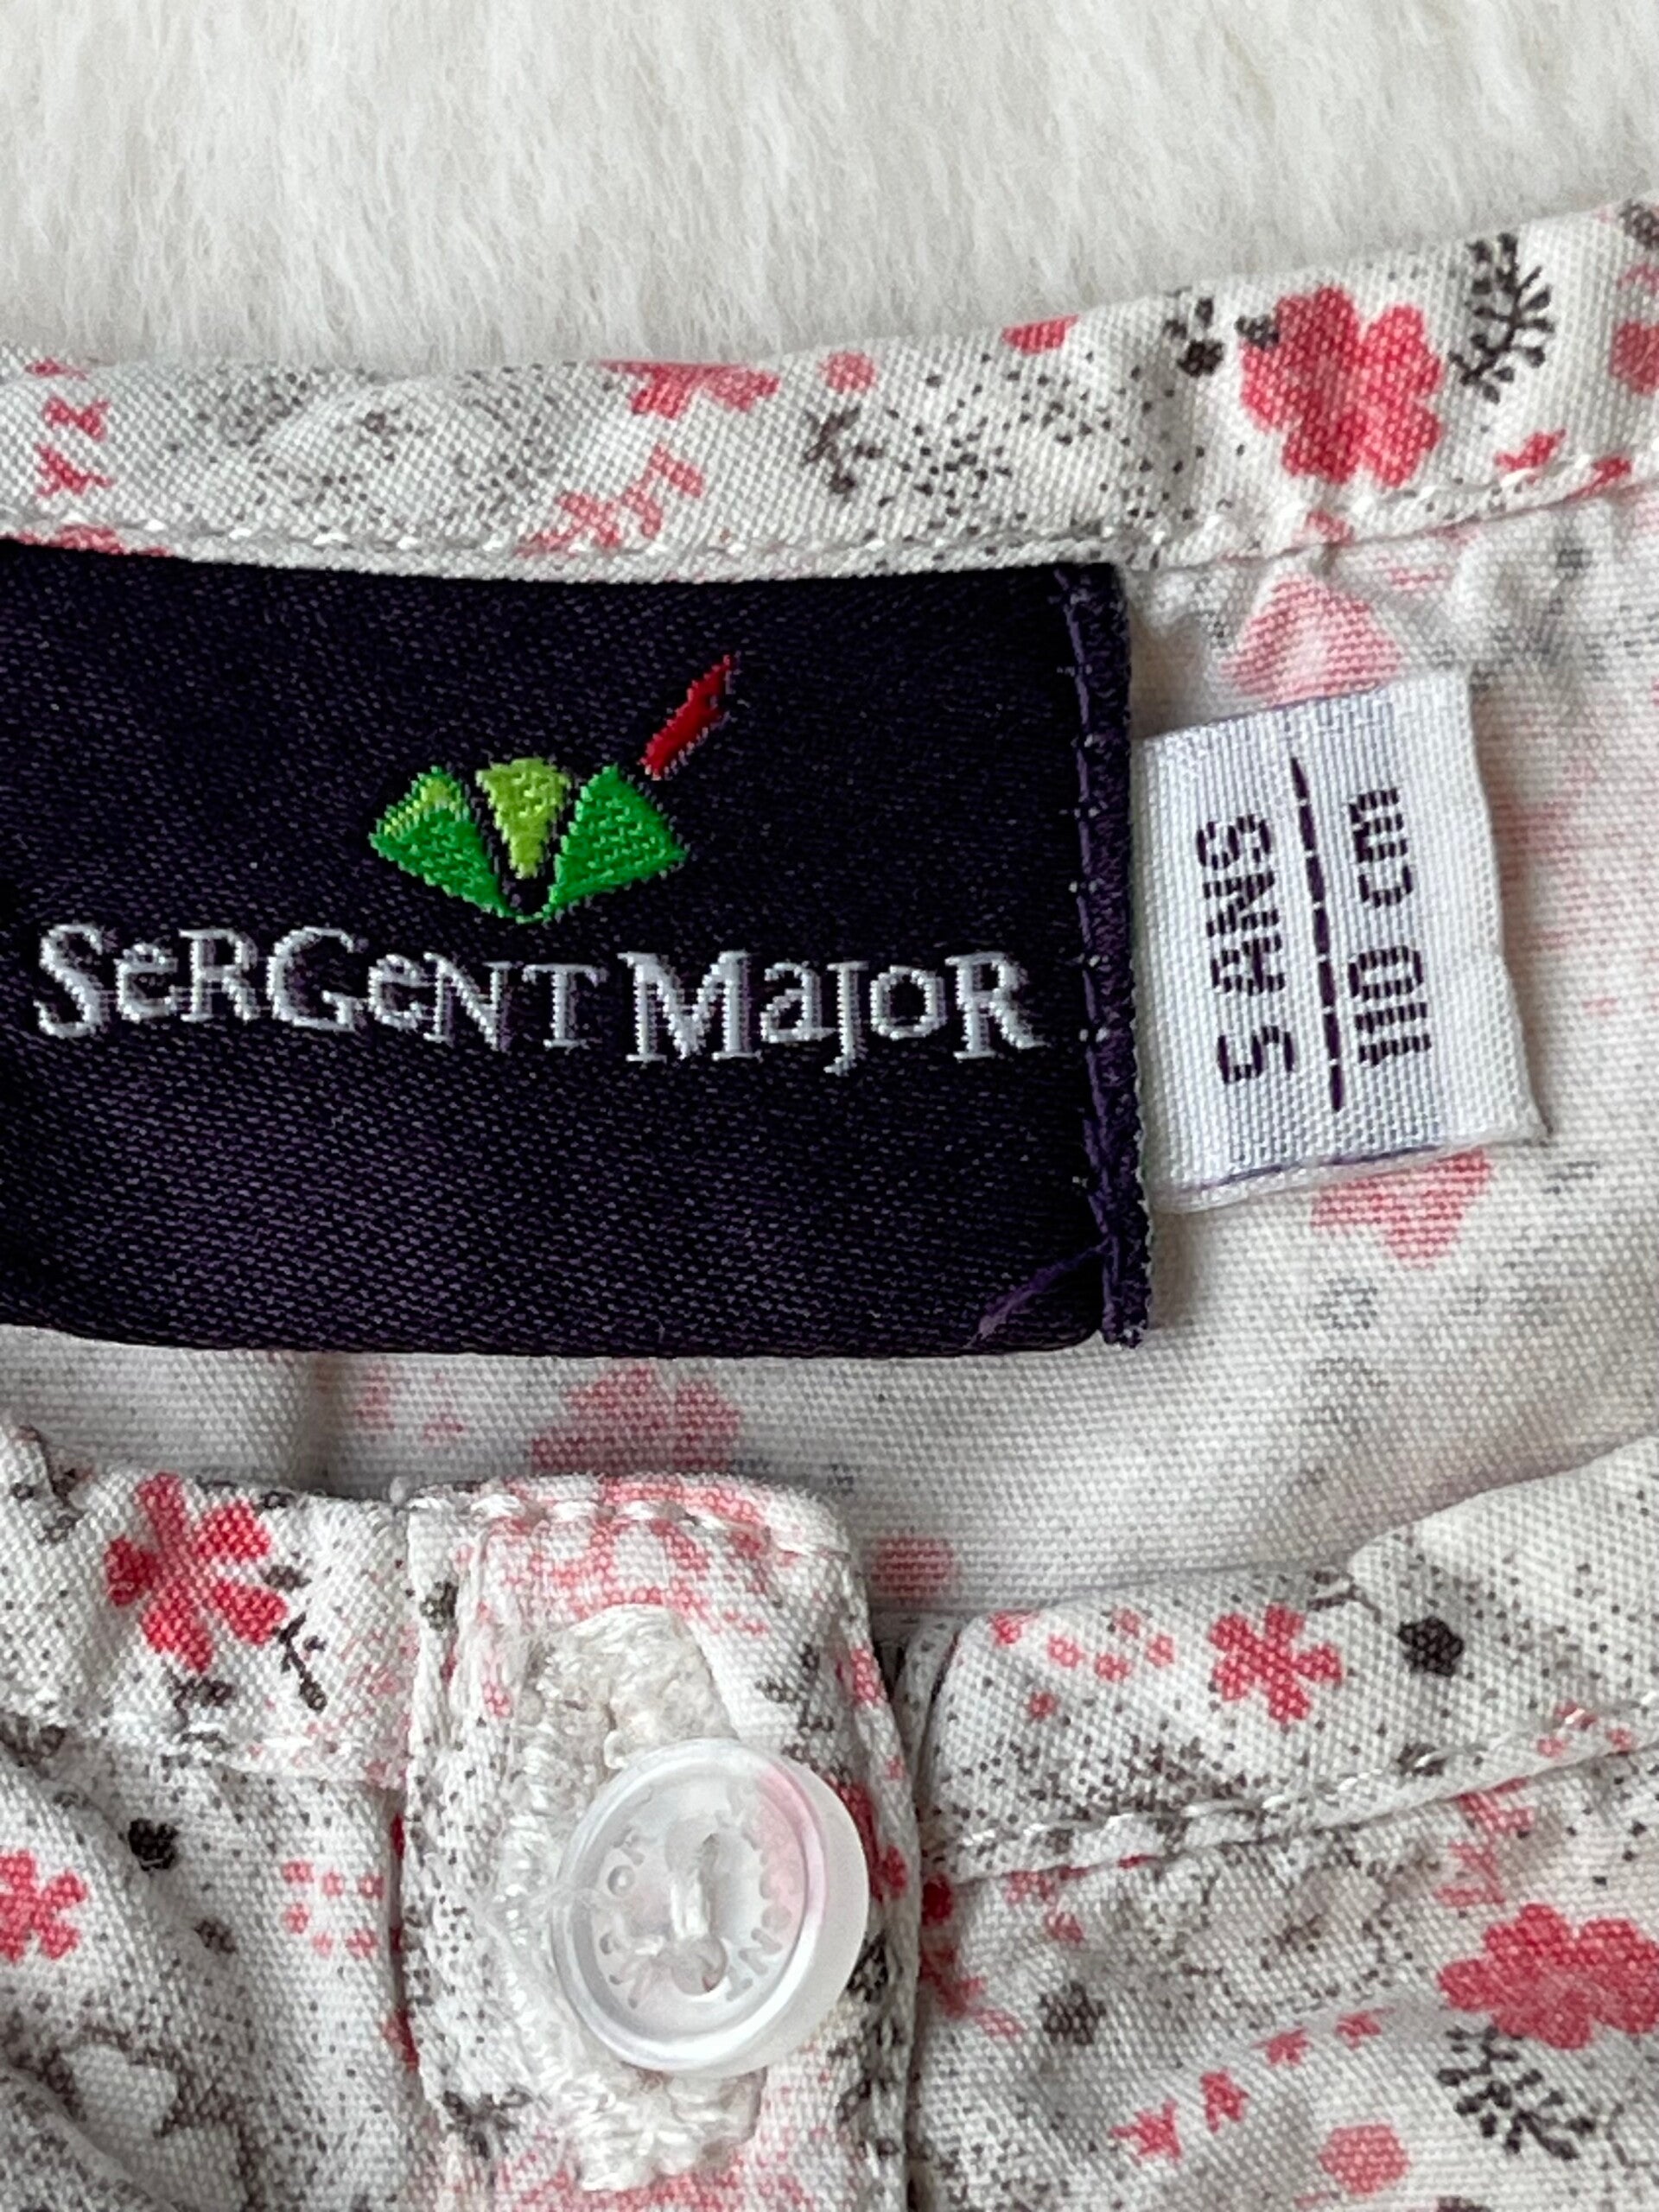 SeRGeNT MajoR
5 ANS
110 cm